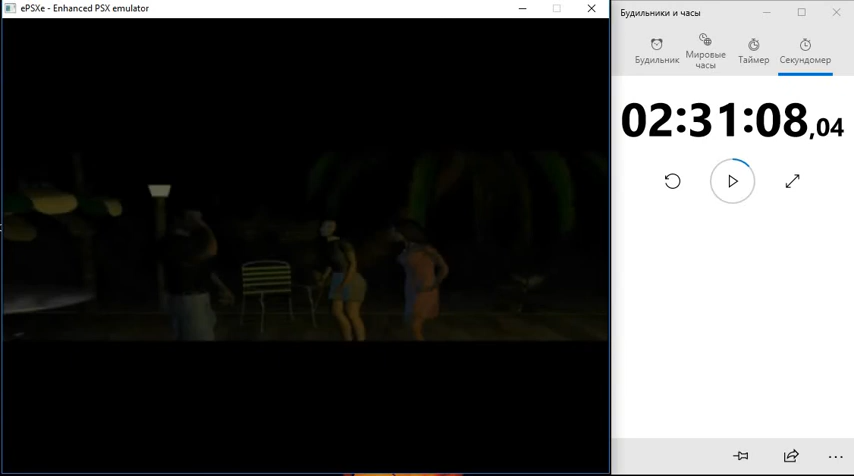 ePSXe - Enhanced PSX emulator
Будильники и часы
Будильник
Мировые
часы
Таймер
Секундомер
02:31:08,04